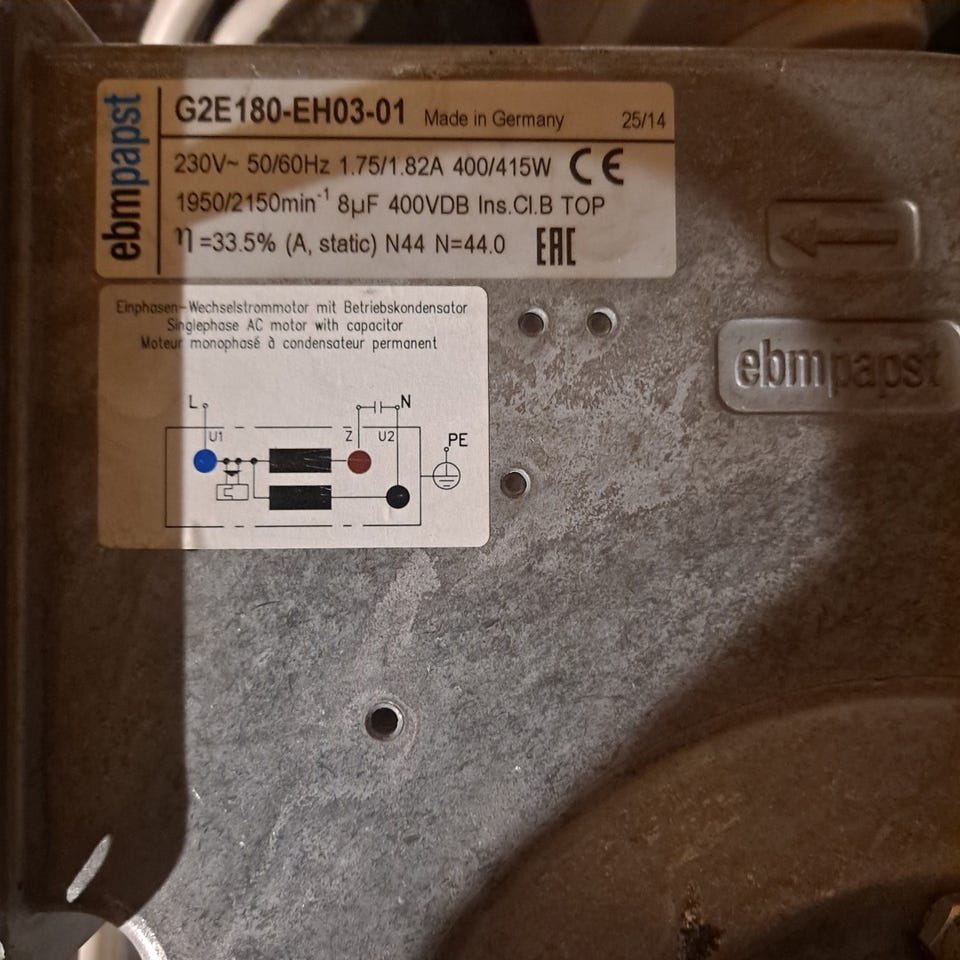 ebmpapst
G2E180-EH03-01 Made in Germany 25/14
230V~ 50/60Hz 1.75/1.82A 400/415W CE
1950/2150min⁻¹ 8µF 400VDB Ins.Cl.B TOP
η=33.5% (A, static) N44 N=44.0 EAC
Einphasen-Wechselstrommotor mit Betriebskondensator
Singlephase AC motor with capacitor
Moteur monophasé à condensateur permanent
L N
U1 Z U2 PE
ebmpapst